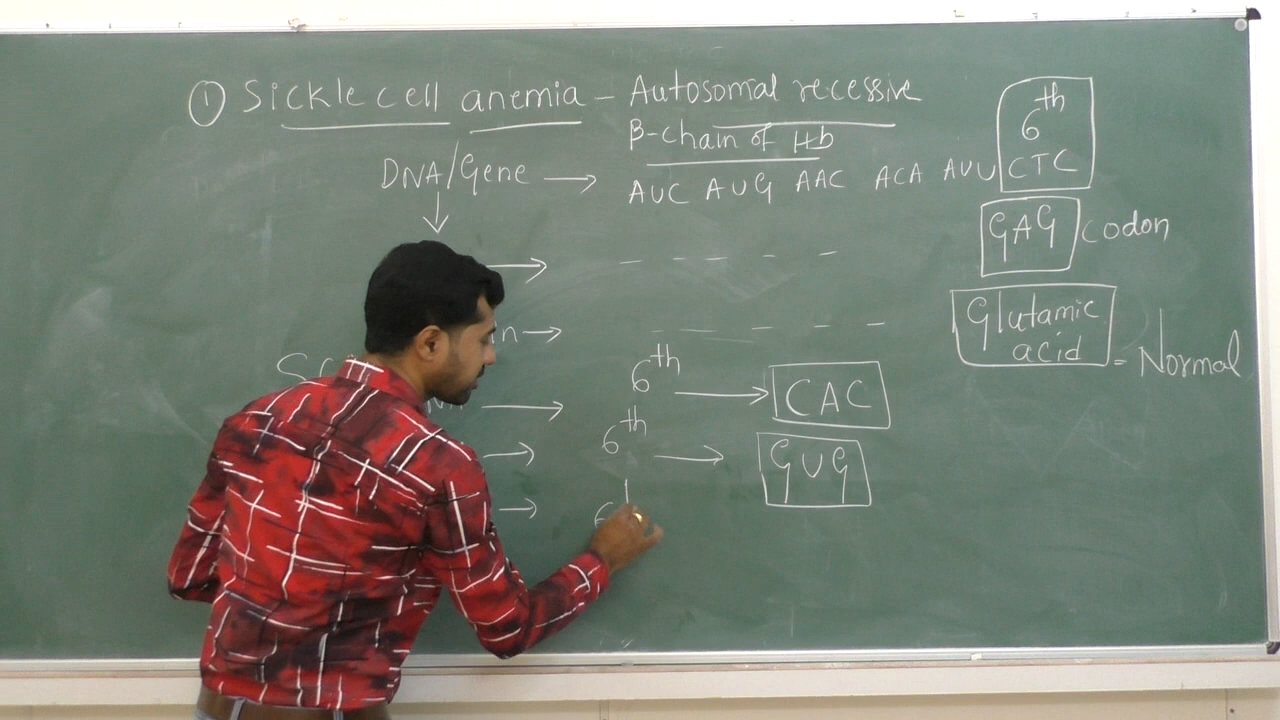 ① Sickle cell anemia – Autosomal recessive
β-chain of Hb
6th
DNA/Gene → AUC AUG AAC ACA AUU CTC
GAG codon
Glutamic acid = Normal
6th → CAC
6th → GUG
6